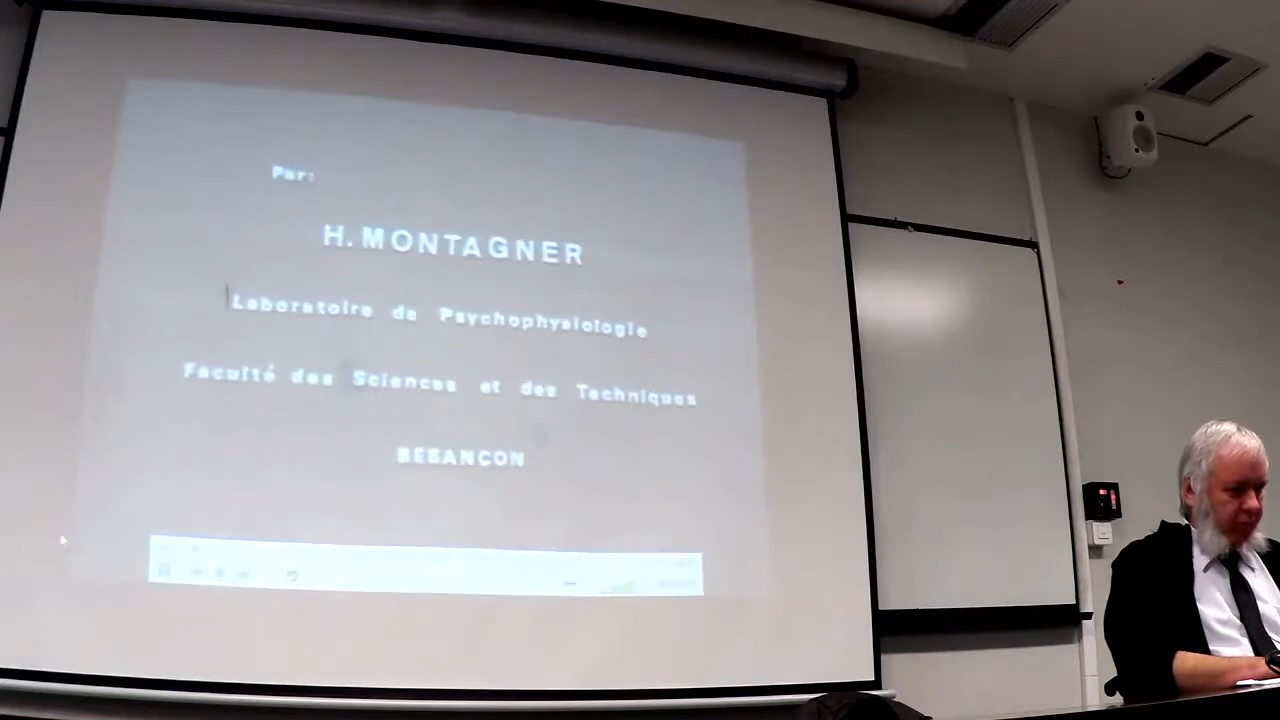 Par:
H. MONTAGNER
Laboratoire de Psychophysiologie
Faculté des Sciences et des Techniques
BESANCON